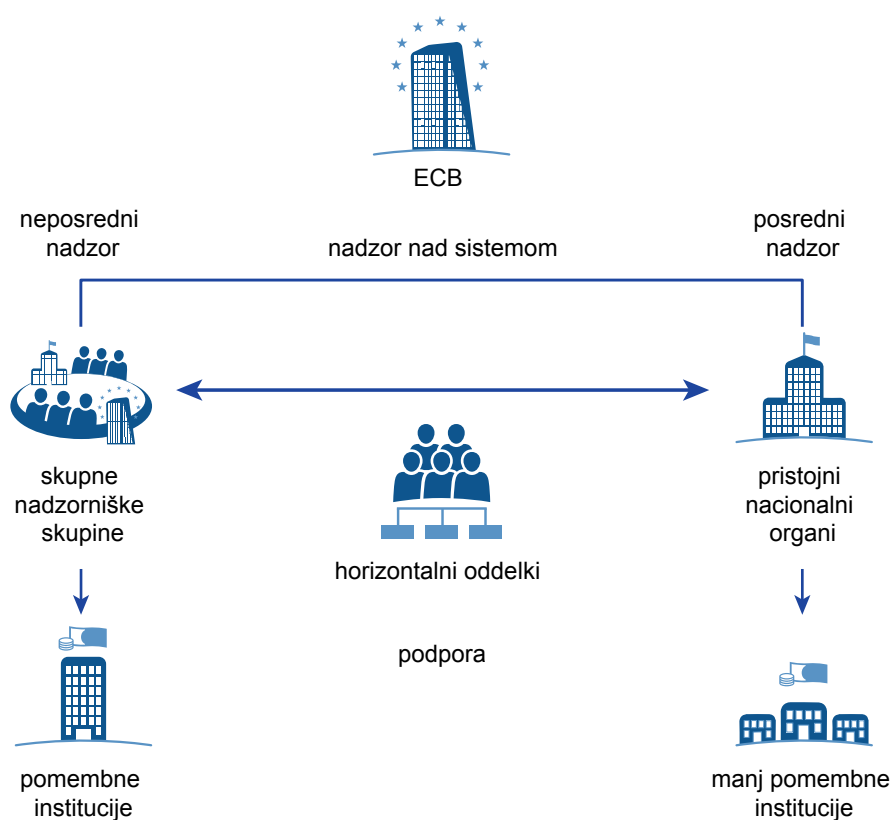 ECB
neposredni
nadzor
nadzor nad sistemom
posredni
nadzor
skupne
nadzorniške
skupine
horizontalni oddelki
podpora
pristojni
nacionalni
organi
pomembne
institucije
manj pomembne
institucije